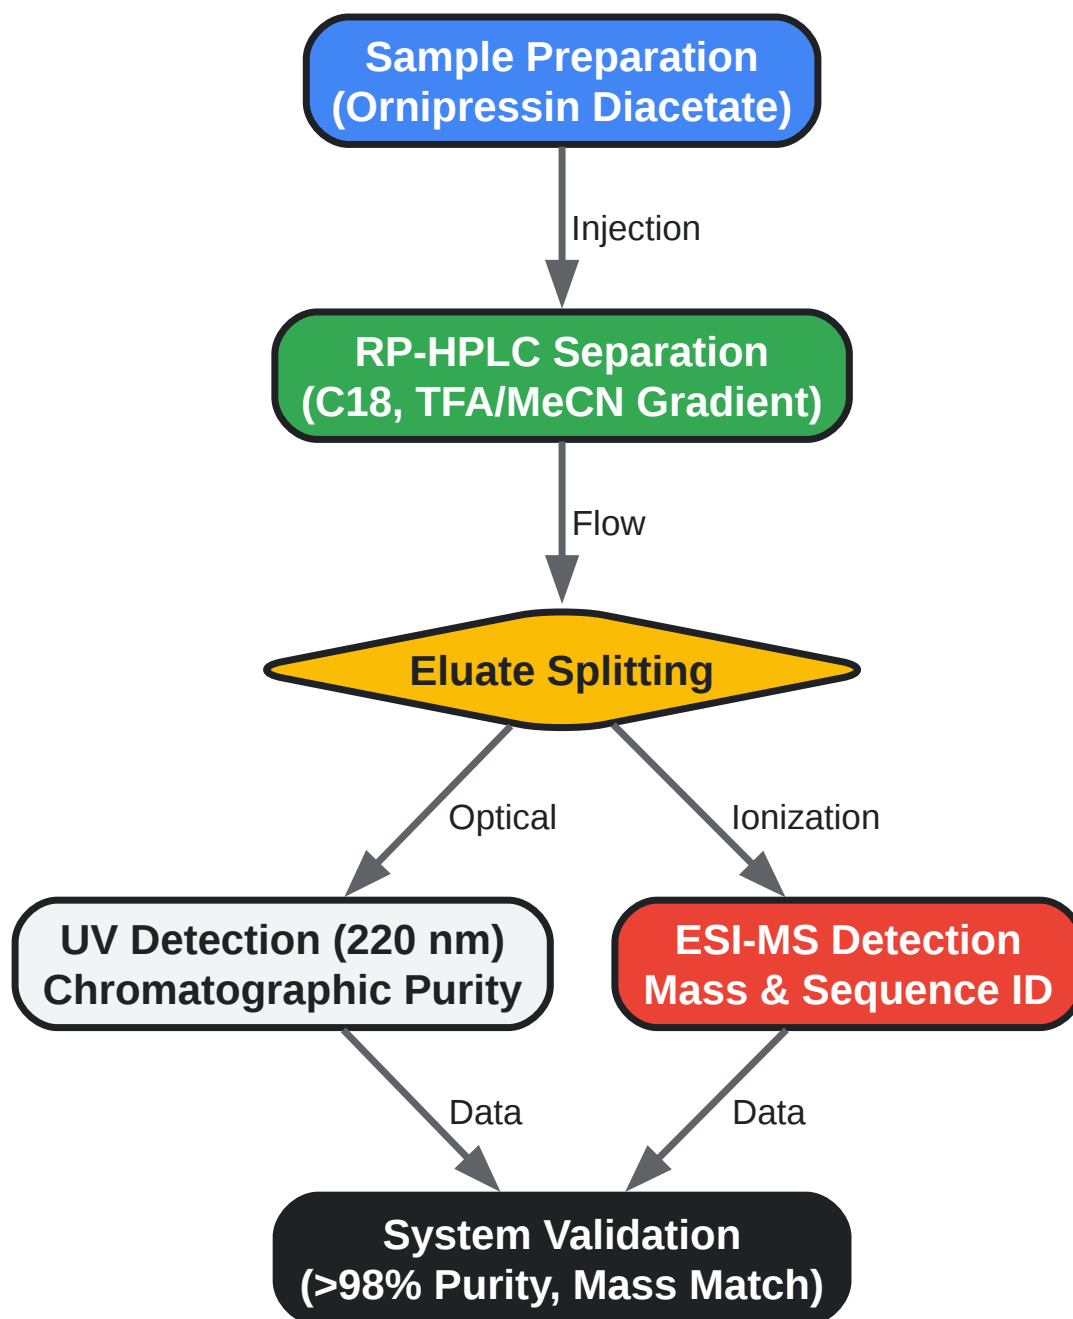 Sample Preparation
(Ornipressin Diacetate)
Injection
RP-HPLC Separation
(C18, TFA/MeCN Gradient)
Flow
Eluate Splitting
Optical
Ionization
UV Detection (220 nm)
Chromatographic Purity
ESI-MS Detection
Mass & Sequence ID
Data
Data
System Validation
(>98% Purity, Mass Match)